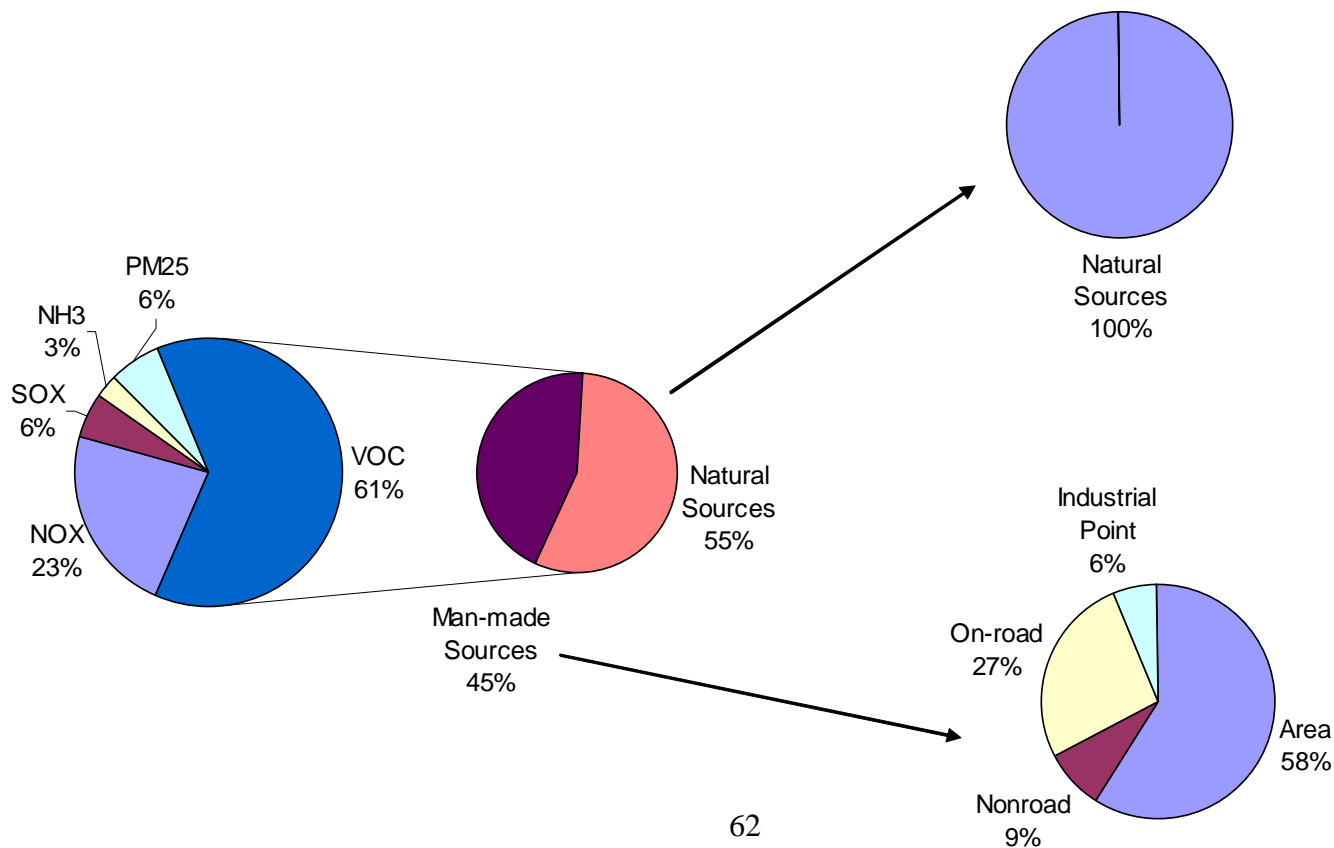 Natural
Sources
100%
PM25
6%
NH3
3%
SOX
6%
VOC
61%
NOX
23%
Natural
Sources
55%
Man-made
Sources
45%
Industrial
Point
6%
On-road
27%
Area
58%
Nonroad
9%
62